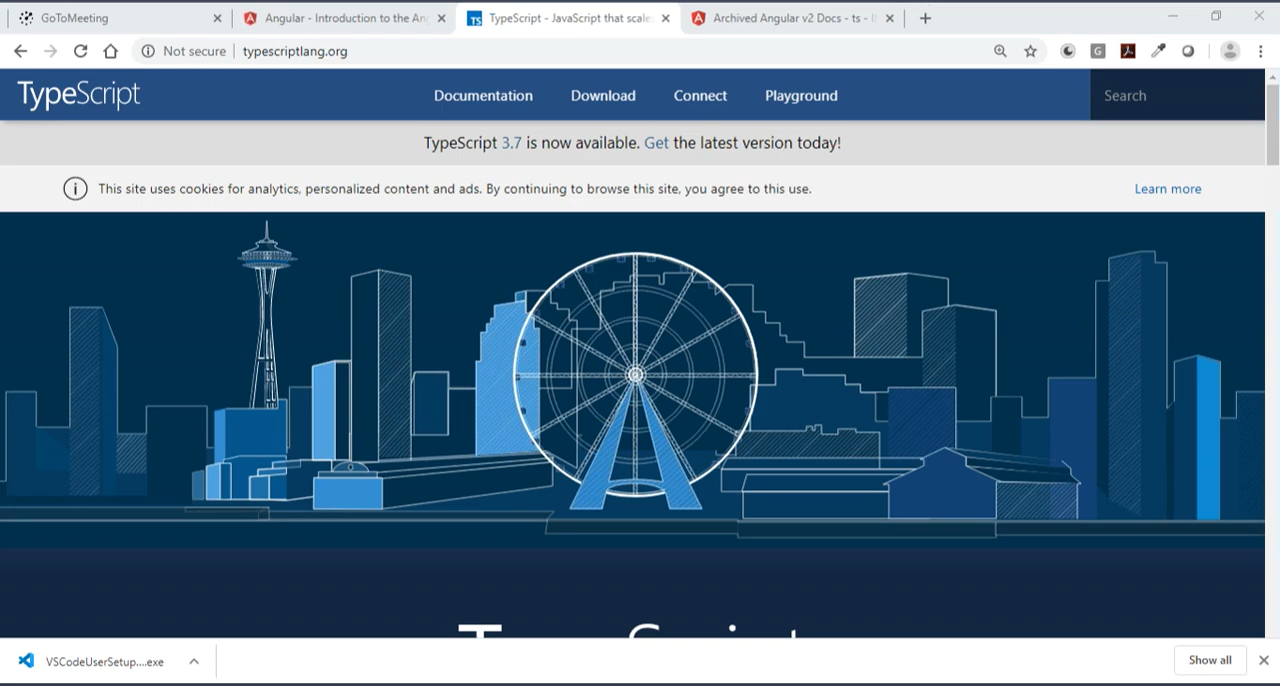 GoToMeeting
Angular - Introduction to the Ang
TypeScript - JavaScript that scale
Archived Angular v2 Docs - ts - I
Not secure
typescriptlang.org
TypeScript
Documentation
Download
Connect
Playground
Search
TypeScript 3.7 is now available. Get the latest version today!
This site uses cookies for analytics, personalized content and ads. By continuing to browse this site, you agree to this use.
Learn more
VSCodeUserSetup....exe
Show all